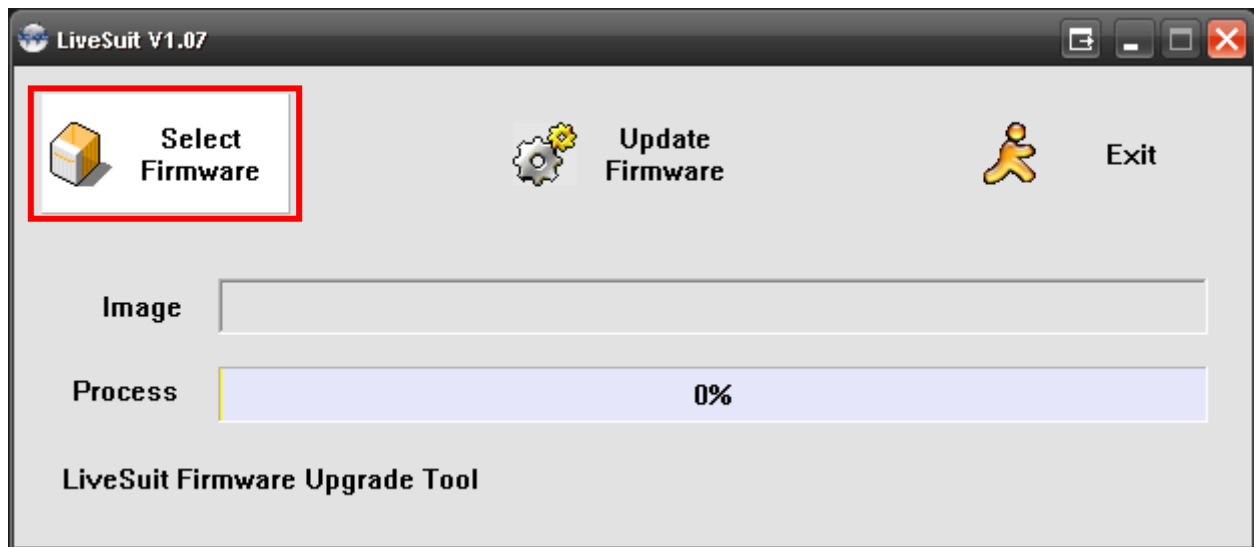 LiveSuit V1.07
Select
Firmware
Update
Firmware
Exit
Image
Process
0%
LiveSuit Firmware Upgrade Tool